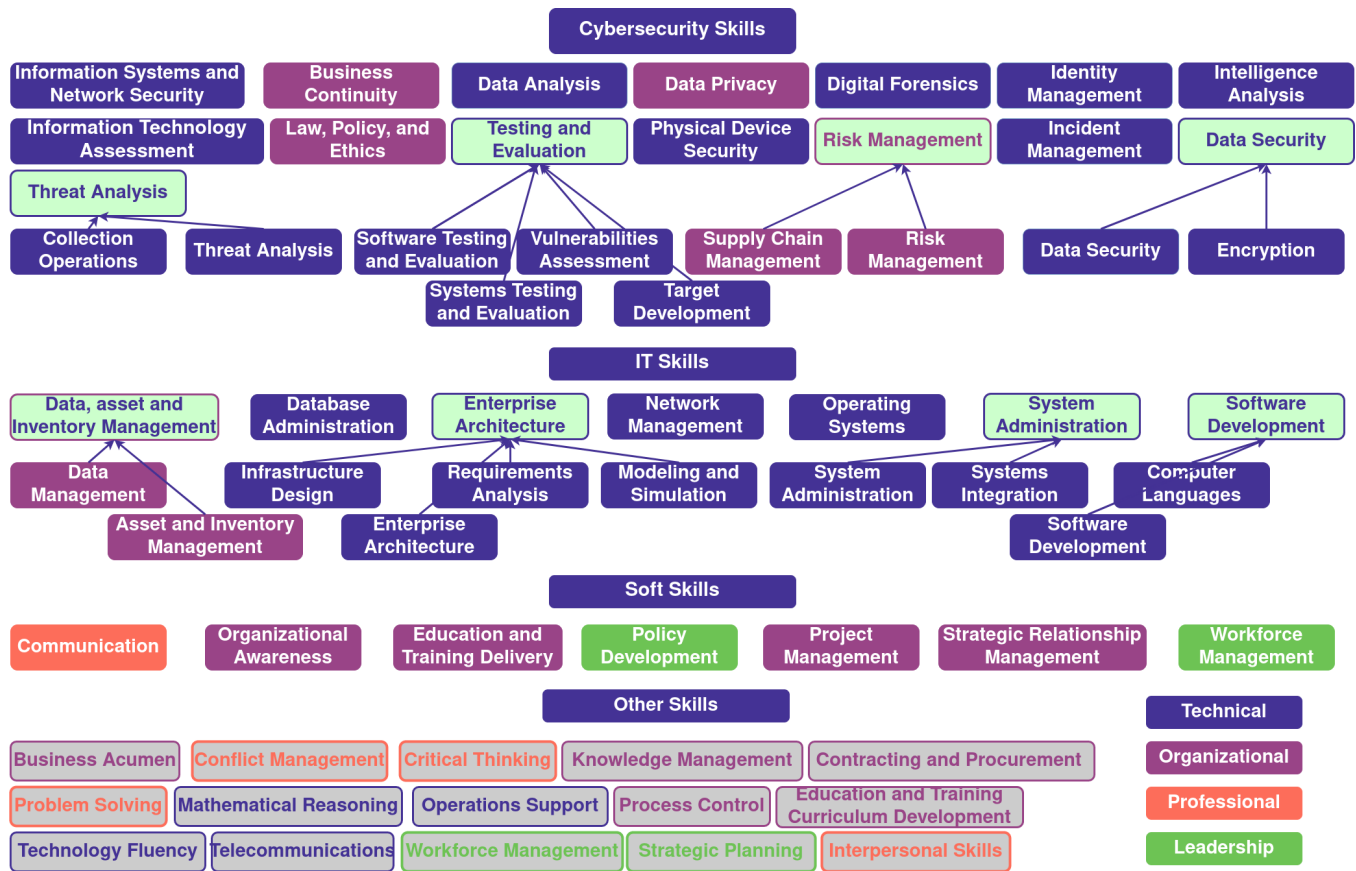 Cybersecurity Skills
Information Systems and
Network Security
Business
Continuity
Data Analysis
Data Privacy
Digital Forensics
Identity
Management
Intelligence
Analysis
Information Technology
Assessment
Law, Policy, and
Ethics
Testing and
Evaluation
Physical Device
Security
Risk Management
Incident
Management
Data Security
Threat Analysis
Collection
Operations
Threat Analysis
Software Testing
and Evaluation
Vulnerabilities
Assessment
Supply Chain
Management
Risk
Management
Data Security
Encryption
Systems Testing
and Evaluation
Target
Development
IT Skills
Data, asset and
Inventory Management
Database
Administration
Enterprise
Architecture
Network
Management
Operating
Systems
System
Administration
Software
Development
Data
Management
Infrastructure
Design
Requirements
Analysis
Modeling and
Simulation
System
Administration
Systems
Integration
Computer
Languages
Asset and Inventory
Management
Enterprise
Architecture
Software
Development
Soft Skills
Communication
Organizational
Awareness
Education and
Training Delivery
Policy
Development
Project
Management
Strategic Relationship
Management
Workforce
Management
Other Skills
Technical
Business Acumen
Conflict Management
Critical Thinking
Knowledge Management
Contracting and Procurement
Organizational
Problem Solving
Mathematical Reasoning
Operations Support
Process Control
Education and Training
Curriculum Development
Professional
Technology Fluency
Telecommunications
Workforce Management
Strategic Planning
Interpersonal Skills
Leadership